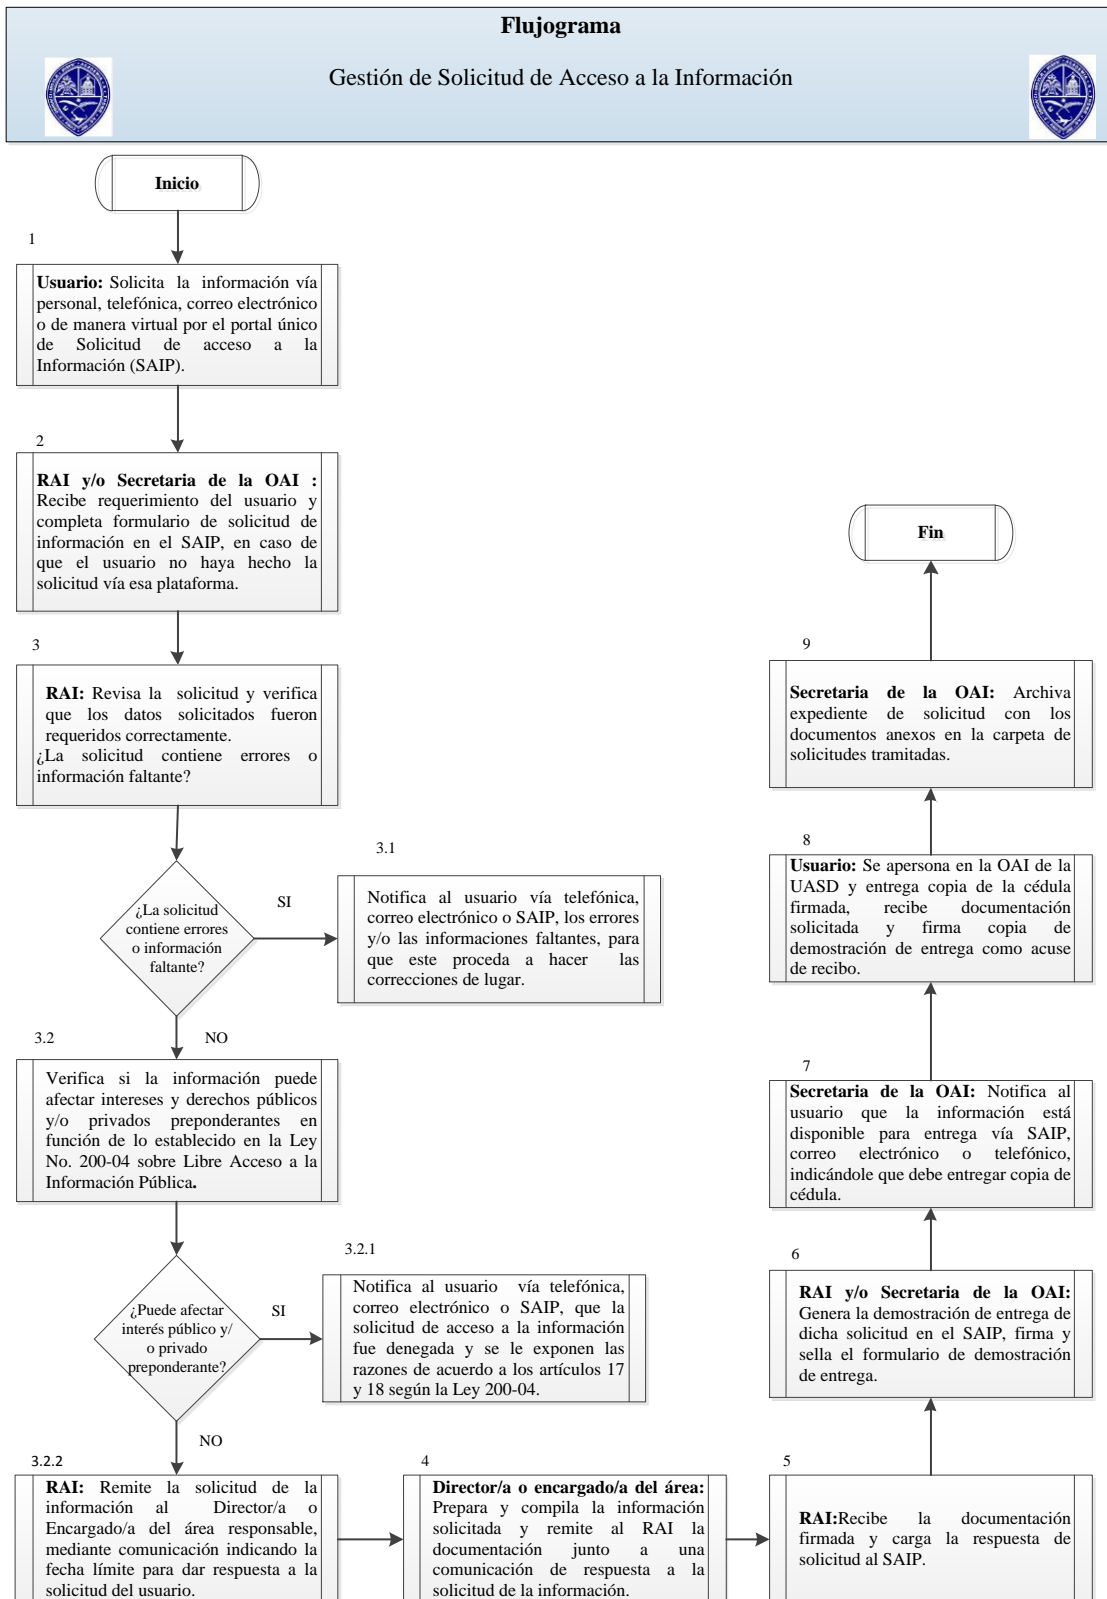 Flujograma
Gestión de Solicitud de Acceso a la Información
Inicio
1
Usuario: Solicita la información vía
personal, telefónica, correo electrónico
o de manera virtual por el portal único
de Solicitud de acceso a la
Información (SAIP).
2
RAI y/o Secretaria de la OAI :
Recibe requerimiento del usuario y
completa formulario de solicitud de
información en el SAIP, en caso de
que el usuario no haya hecho la
solicitud vía esa plataforma.
3
RAI: Revisa la solicitud y verifica
que los datos solicitados fueron
requeridos correctamente.
¿La solicitud contiene errores o
información faltante?
¿La solicitud
contiene errores
o información
faltante?
SI
3.1
Notifica al usuario vía telefónica,
correo electrónico o SAIP, los errores
y/o las informaciones faltantes, para
que este proceda a hacer las
correcciones de lugar.
NO
3.2
Verifica si la información puede
afectar intereses y derechos públicos
y/o privados preponderantes en
función de lo establecido en la Ley
No. 200-04 sobre Libre Acceso a la
Información Pública.
¿Puede afectar
interés público y/
o privado
preponderante?
SI
3.2.1
Notifica al usuario vía telefónica,
correo electrónico o SAIP, que la
solicitud de acceso a la información
fue denegada y se le exponen las
razones de acuerdo a los artículos 17
y 18 según la Ley 200-04.
NO
3.2.2
RAI: Remite la solicitud de la
información al Director/a o
Encargado/a del área responsable,
mediante comunicación indicando la
fecha límite para dar respuesta a la
solicitud del usuario.
4
Director/a o encargado/a del área:
Prepara y compila la información
solicitada y remite al RAI la
documentación junto a una
comunicación de respuesta a la
solicitud de la información.
5
RAI:Recibe la documentación
firmada y carga la respuesta de
solicitud al SAIP.
6
RAI y/o Secretaria de la OAI:
Genera la demostración de entrega de
dicha solicitud en el SAIP, firma y
sella el formulario de demostración
de entrega.
7
Secretaria de la OAI: Notifica al
usuario que la información está
disponible para entrega vía SAIP,
correo electrónico o telefónico,
indicándole que debe entregar copia de
cédula.
8
Usuario: Se apersona en la OAI de la
UASD y entrega copia de la cédula
firmada, recibe documentación
solicitada y firma copia de
demostración de entrega como acuse
de recibo.
9
Secretaria de la OAI: Archiva
expediente de solicitud con los
documentos anexos en la carpeta de
solicitudes tramitadas.
Fin